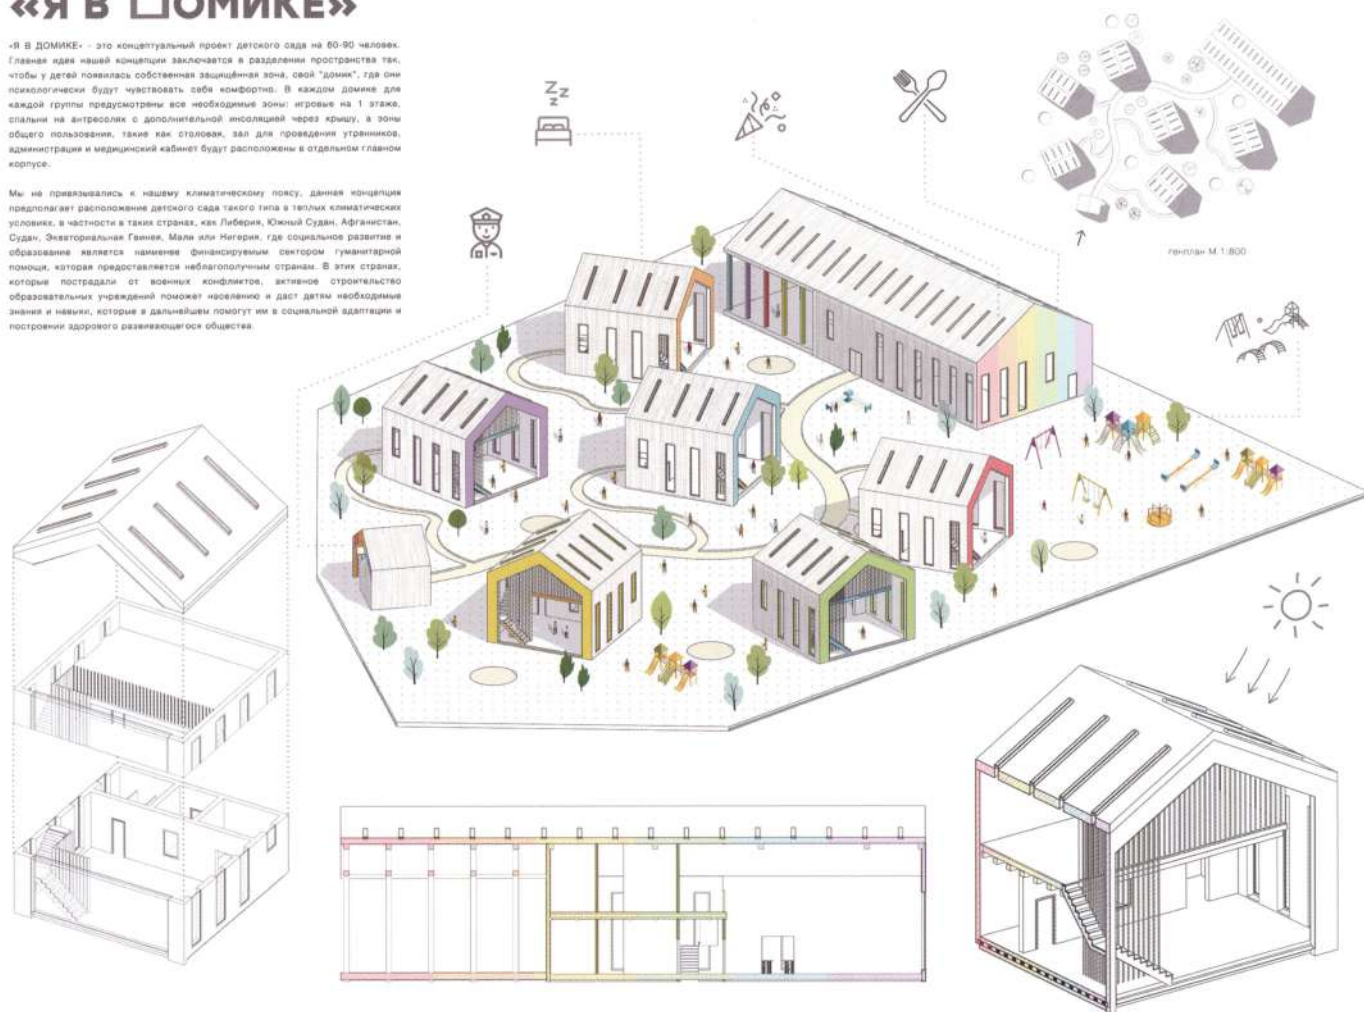 «Я В ДОМИКЕ»
«Я В ДОМИКЕ» - это концептуальный проект детского сада на 60-90 человек.
Главная идея нашей концепции заключается в разделении пространства так,
чтобы у детей появилась собственная защищённая зона, свой "домик", где они
психологически будут чувствовать себя комфортно. В каждом домике для
каждой группы предусмотрены все необходимые зоны: игровые на 1 этаже,
спальни на антресолях с дополнительной инсоляцией через крышу, а зоны
общего пользования, такие как столовая, зал для проведения утренников,
администрация и медицинский кабинет будут расположены в отдельном главном
корпусе.
Мы не привязывались к нашему климатическому поясу, данная концепция
предполагает расположение детского сада такого типа в теплых климатических
условиях, в частности в таких странах, как Либерия, Южный Судан, Афганистан,
Судан, Экваториальная Гвинея, Мали или Нигерия, где социальное развитие и
образование является наименее финансируемым сектором гуманитарной
помощи, которая предоставляется неблагополучным странам. В этих странах,
которые пострадали от военных конфликтов, активное строительство
образовательных учреждений поможет населению и даст детям необходимые
знания и навыки, которые в дальнейшем помогут им в социальной адаптации и
построении здорового развивающегося общества.
z z z
генплан М 1:800